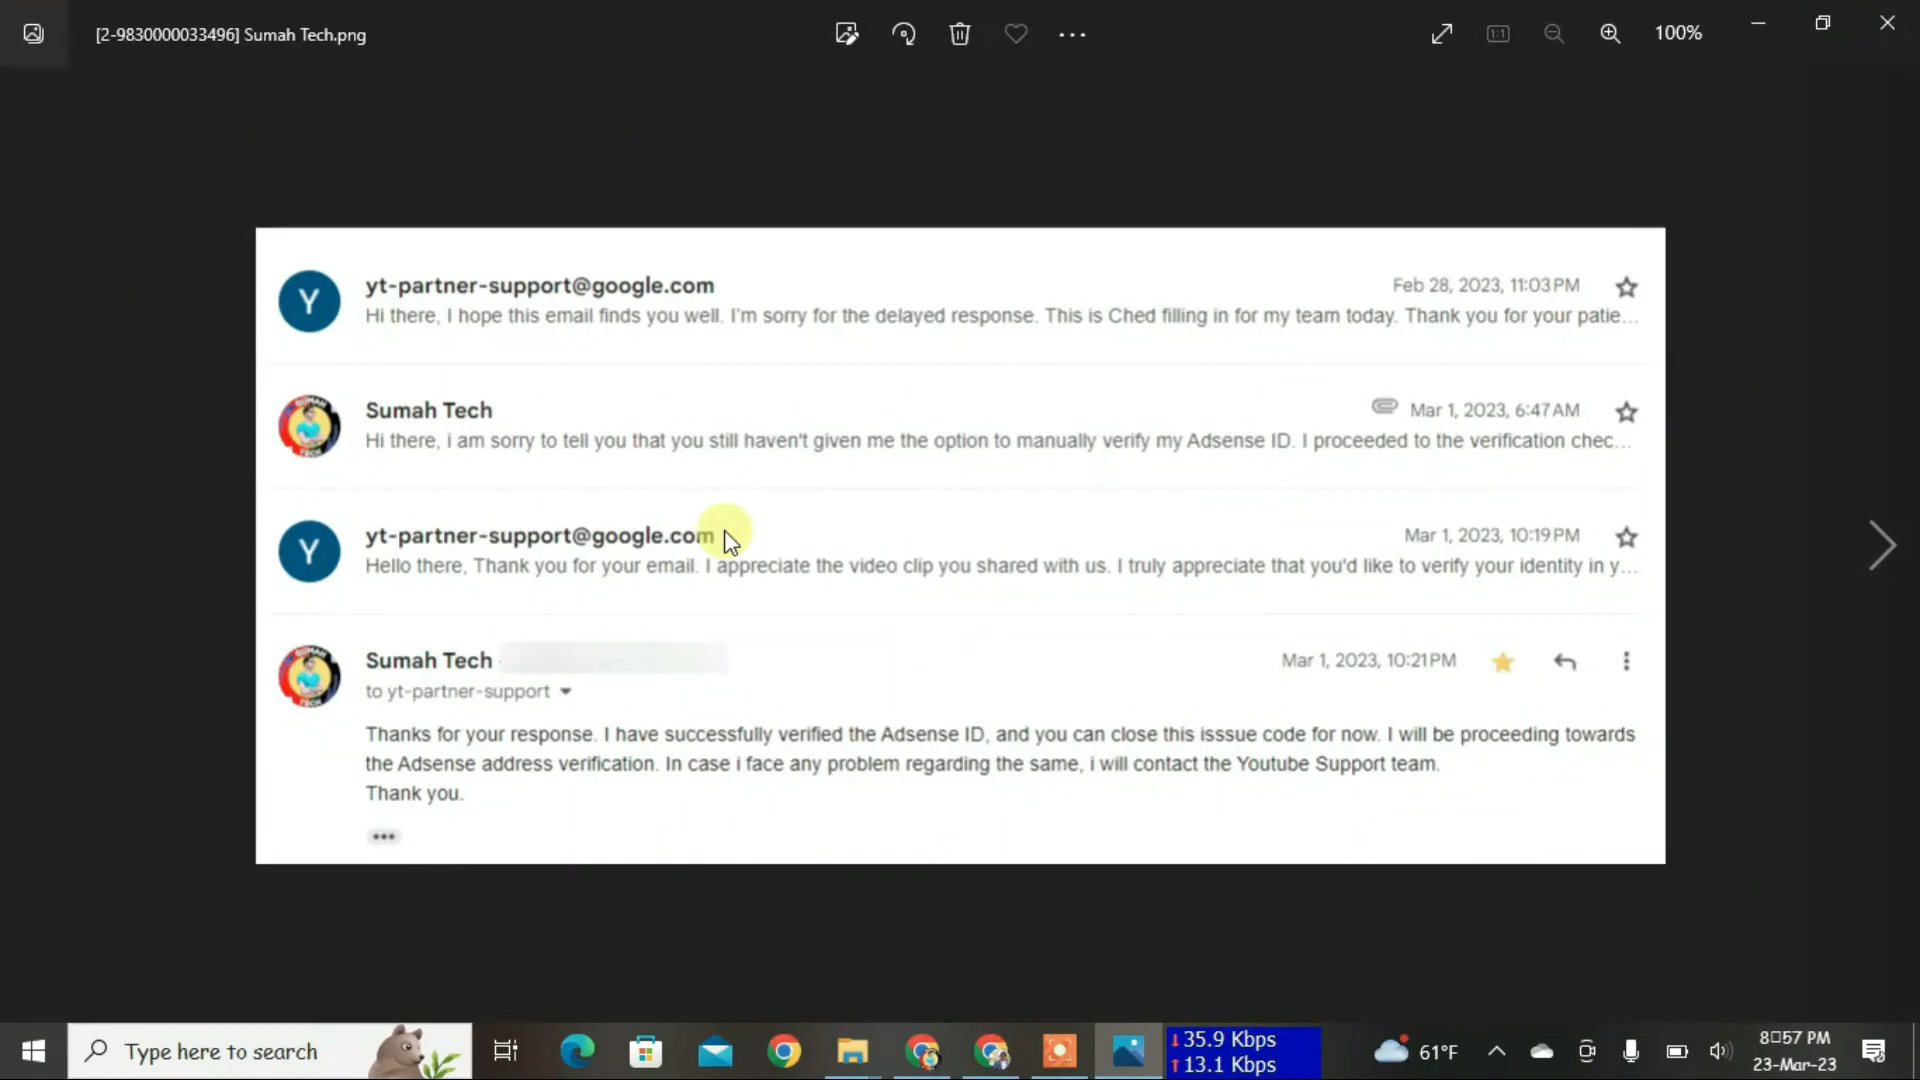 [2-9830000033496] Sumah Tech.png
1:1
100%
Y
yt-partner-support@google.com
Feb 28, 2023, 11:03 PM
Hi there, I hope this email finds you well. I'm sorry for the delayed response. This is Ched filling in for my team today. Thank you for your patie...
SUMAH
TECH
Sumah Tech
Mar 1, 2023, 6:47 AM
Hi there, i am sorry to tell you that you still haven't given me the option to manually verify my Adsense ID. I proceeded to the verification chec...
Y
yt-partner-support@google.com
Mar 1, 2023, 10:19 PM
Hello there, Thank you for your email. I appreciate the video clip you shared with us. I truly appreciate that you'd like to verify your identity in y...
SUMAH
TECH
Sumah Tech
Mar 1, 2023, 10:21 PM
to yt-partner-support
Thanks for your response. I have successfully verified the Adsense ID, and you can close this isssue code for now. I will be proceeding towards
the Adsense address verification. In case i face any problem regarding the same, i will contact the Youtube Support team.
Thank you.
Type here to search
↓ 35.9 Kbps
↑ 13.1 Kbps
61°F
8:57 PM
23-Mar-23